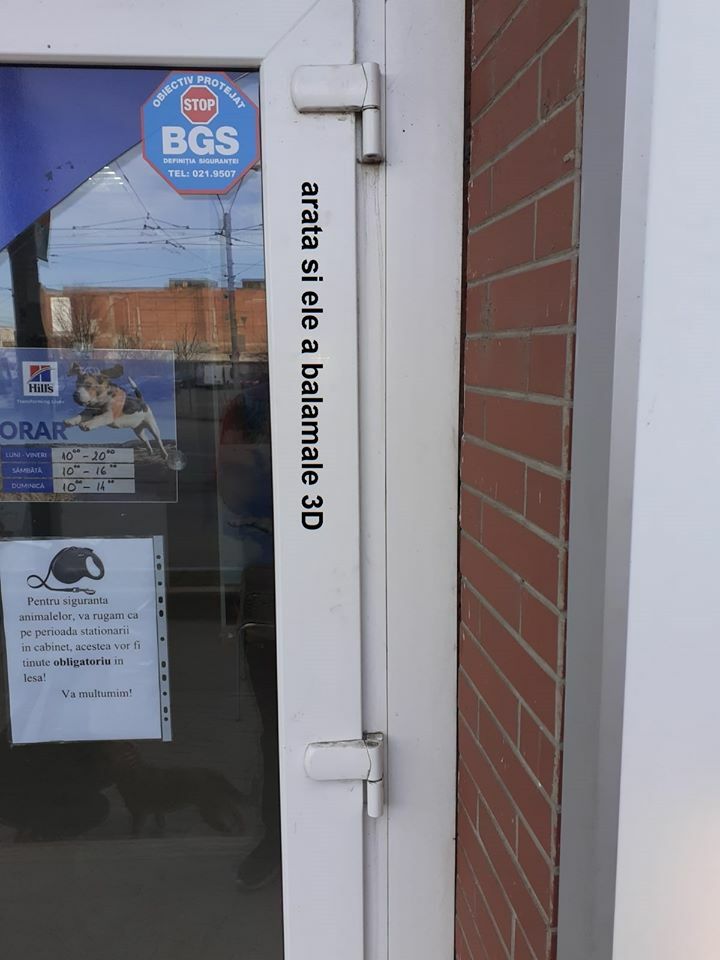 OBIECTIV PROTEJAT
STOP
BGS
DEFINIȚIA SIGURANTEI
TEL: 021.9507
arata si ele a balamale 3D
Hill's
ORAR
LUNI - VINERI 10⁰⁰ - 20⁰⁰
SÂMBĂTĂ 10⁰⁰ - 16⁰⁰
DUMINICĂ 10⁰⁰ - 14⁰⁰
Pentru siguranta
animalelor, va rugam ca
pe perioada stationarii
in cabinet, acestea vor fi
tinute obligatoriu in
lesa!
Va multumim!